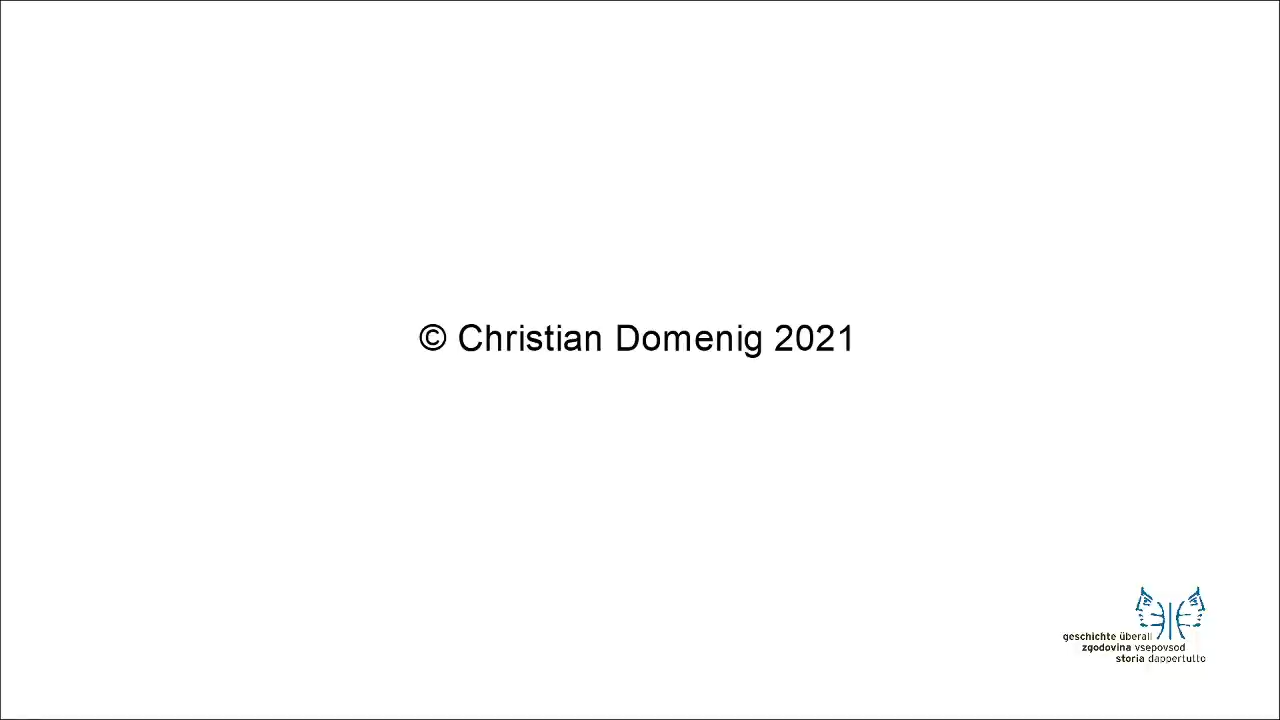 © Christian Domenig 2021
geschichte überall
zgodovina vsepovsod
storia dappertutto